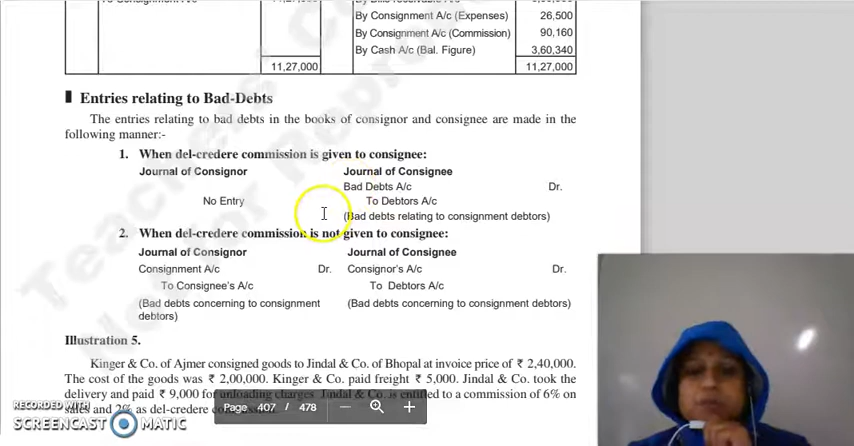 11,27,000
By Consignment A/c (Expenses) 26,500
By Consignment A/c (Commission) 90,160
By Cash A/c (Bal. Figure) 3,60,340
11,27,000
Entries relating to Bad-Debts
The entries relating to bad debts in the books of consignor and consignee are made in the
following manner:-
1. When del-credere commission is given to consignee:
Journal of Consignor Journal of Consignee
Bad Debts A/c Dr.
No Entry To Debtors A/c
(Bad debts relating to consignment debtors)
2. When del-credere commission is not given to consignee:
Journal of Consignor Journal of Consignee
Consignment A/c Dr. Consignor's A/c Dr.
To Consignee's A/c To Debtors A/c
(Bad debts concerning to consignment (Bad debts concerning to consignment debtors)
debtors)
Illustration 5.
Kinger & Co. of Ajmer consigned goods to Jindal & Co. of Bhopal at invoice price of ₹ 2,40,000.
The cost of the goods was ₹ 2,00,000. Kinger & Co. paid freight ₹ 5,000. Jindal & Co. took the
delivery and paid ₹ 9,000 for unloading charges Jindal & Co. is entitled to a commission of 6% on
sales and 2% as del-credere
Page 407 / 478
RECORDED WITH
SCREENCAST MATIC